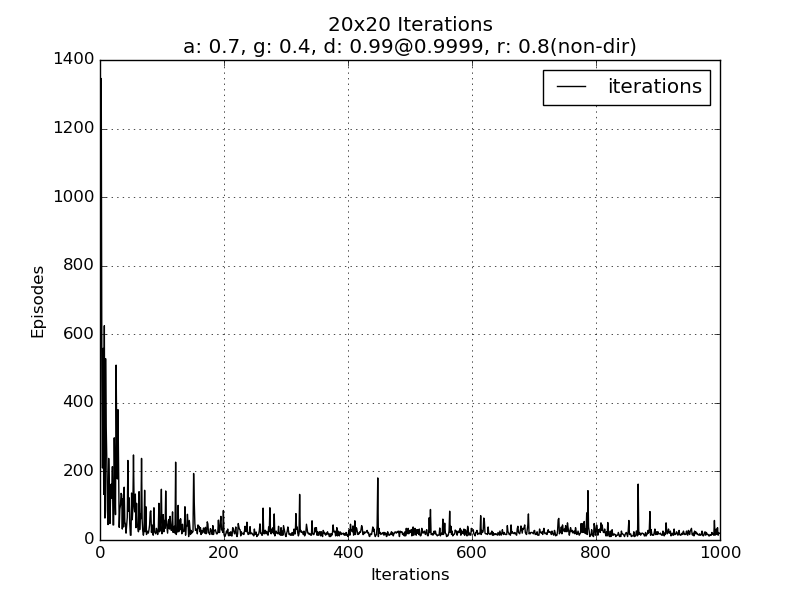 20x20 Iterations
a: 0.7, g: 0.4, d: 0.99@0.9999, r: 0.8(non-dir)
iterations
1400
1200
1000
800
600
400
200
0
Episodes
0 200 400 600 800 1000
Iterations